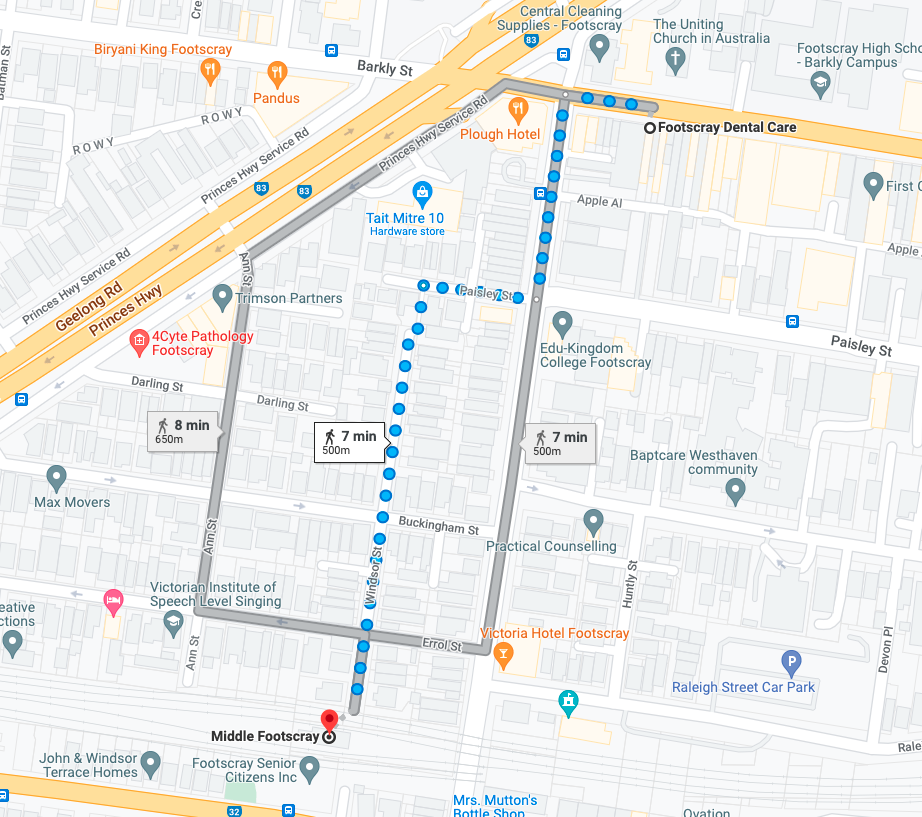 Central Cleaning
Supplies - Footscray
The Uniting
Church in Australia
Biryani King Footscray
83
Barkly St
Footscray High Scho
- Barkly Campus
Batman St
Cre
Pandus
ROWY
ROWY
Princes Hwy Service Rd
Princes Hwy Service Rd
Plough Hotel
Footscray Dental Care
83
83
Tait Mitre 10
Hardware store
Apple Al
First C
Apple
Princes Hwy Service Rd
Geelong Rd
Princes Hwy
Ann St
Trimson Partners
Paisley St
4Cyte Pathology
Footscray
Edu-Kingdom
College Footscray
Paisley St
Darling St
Darling St
8 min
650m
7 min
500m
7 min
500m
Baptcare Westhaven
community
Max Movers
Ann St
Buckingham St
Practical Counselling
Windsor St
Huntly St
Victorian Institute of
Speech Level Singing
eative
ctions
Ann St
Errol St
Victoria Hotel Footscray
Devon Pl
P
Raleigh Street Car Park
Middle Footscray
Rale
John & Windsor
Terrace Homes
Footscray Senior
Citizens Inc
32
Mrs. Mutton's
Bottle Shop
Ovation